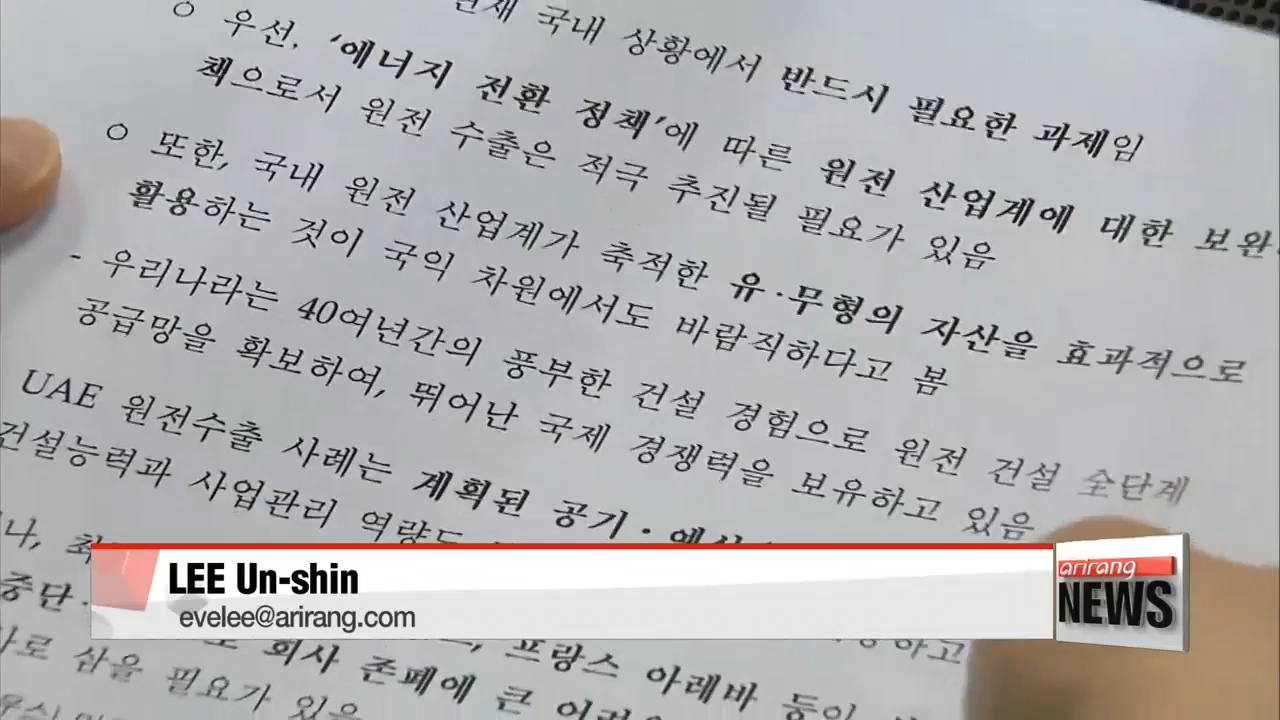 국내 상황에서 반드시 필요한 과제임
ㅇ 우선, ‘에너지 전환 정책’에 따른 원전 산업계에 대한 보완
책으로서 원전 수출은 적극 추진될 필요가 있음
ㅇ 또한, 국내 원전 산업계가 축적한 유·무형의 자산을 효과적으로
활용하는 것이 국익 차원에서도 바람직하다고 봄
- 우리나라는 40여년간의 풍부한 건설 경험으로 원전 건설 全단계
공급망을 확보하여, 뛰어난 국제 경쟁력을 보유하고 있음
UAE 원전수출 사례는 계획된 공기·
건설능력과 사업관리 역량도
중단·
프랑스 아레바 등이
삼을 필요가 있음
회사 존폐에 큰
LEE Un-shin
evelee@arirang.com
arirang
NEWS